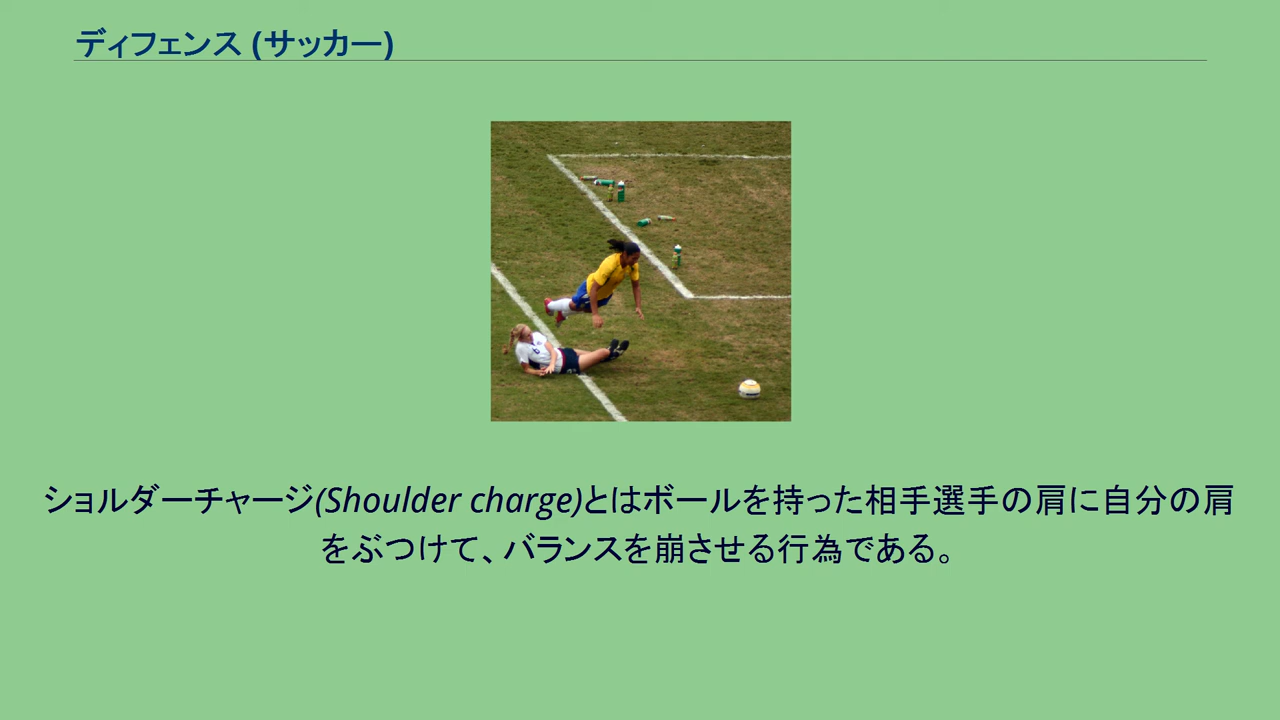 ディフェンス (サッカー)
ショルダーチャージ(Shoulder charge)とはボールを持った相手選手の肩に自分の肩
をぶつけて、バランスを崩させる行為である。